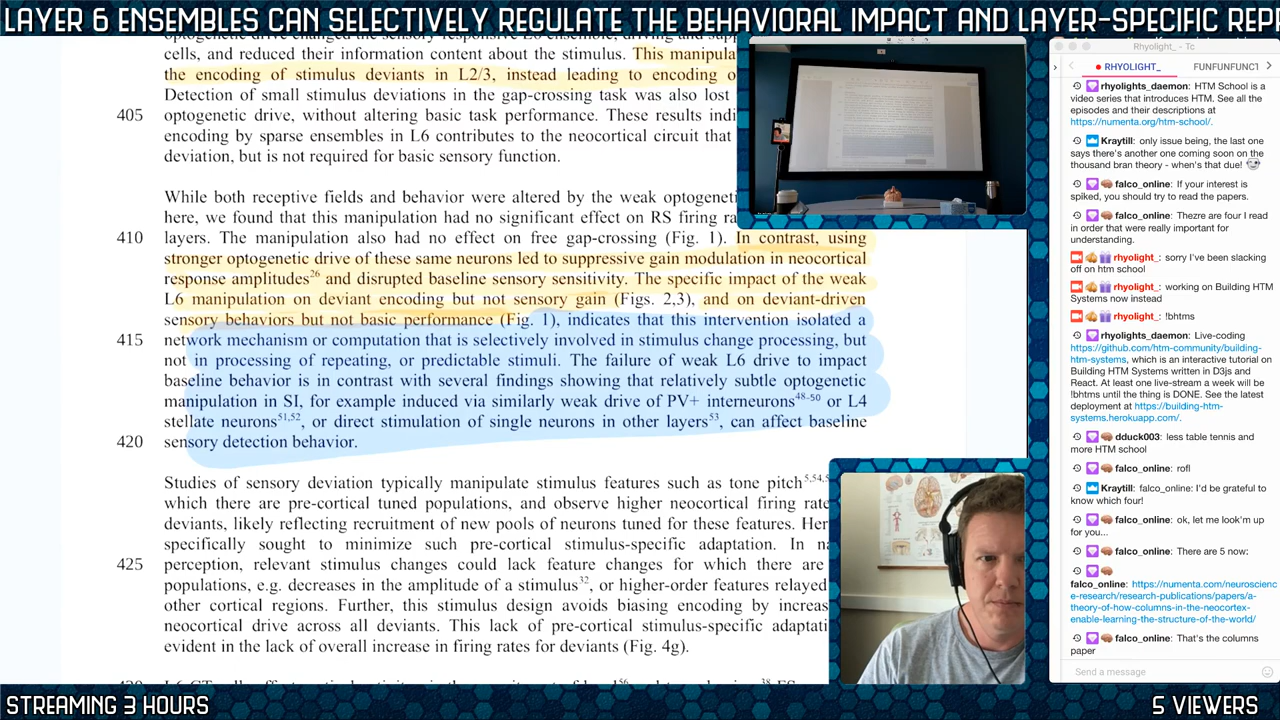 LAYER 6 ENSEMBLES CAN SELECTIVELY REGULATE THE BEHAVIORAL IMPACT AND LAYER-SPECIFIC
cells, and reduced their information content about the stimulus. This
the encoding of stimulus deviants in L2/3, instead leading to encoding
Detection of small stimulus deviations in the gap-crossing task was also lost
405 optogenetic drive, without altering basic task performance. These results
encoding by sparse ensembles in L6 contributes to the neocortical circuit that
deviation, but is not required for basic sensory function.
While both receptive fields and behavior were altered by the weak
here, we found that this manipulation had no significant effect on RS firing
410 layers. The manipulation also had no effect on free gap-crossing (Fig. 1). In contrast, using
stronger optogenetic drive of these same neurons led to suppressive gain modulation in neocortical
response amplitudes26 and disrupted baseline sensory sensitivity. The specific impact of the weak
L6 manipulation on deviant encoding but not sensory gain (Figs. 2,3), and on deviant-driven
sensory behaviors but not basic performance (Fig. 1), indicates that this intervention isolated a
415 network mechanism or computation that is selectively involved in stimulus change processing, but
not in processing of repeating, or predictable stimuli. The failure of weak L6 drive to impact
baseline behavior is in contrast with several findings showing that relatively subtle optogenetic
manipulation in SI, for example induced via similarly weak drive of PV+ interneurons48-50 or L4
stellate neurons51,52, or direct stimulation of single neurons in other layers53, can affect baseline
420 sensory detection behavior.
Studies of sensory deviation typically manipulate stimulus features such as tone pitch5,54,
which there are pre-cortical tuned populations, and observe higher neocortical firing
deviants, likely reflecting recruitment of new pools of neurons tuned for these features.
specifically sought to minimize such pre-cortical stimulus-specific adaptation. In
425 perception, relevant stimulus changes could lack feature changes for which there are
populations, e.g. decreases in the amplitude of a stimulus32, or higher-order features relayed
other cortical regions. Further, this stimulus design avoids biasing encoding by
neocortical drive across all deviants. This lack of pre-cortical stimulus-specific
evident in the lack of overall increase in firing rates for deviants (Fig. 4g).
Rhyolight_ - Tc
RHYOLIGHT_ FUNFUNFUNCT
rhyolights_daemon: HTM School is a
video series that introduces HTM. See all the
episodes and their descriptions at
https://numenta.org/htm-school/.
Kraytill: only issue being, the last one
says there's another one coming soon on the
thousand bran theory - when's that due!
falco_online: If your interest is
spiked, you should try to read the papers.
falco_online: Thezre are four I read
in order that were really important for
understanding.
rhyolight_: sorry I've been slacking
off on htm school
rhyolight_: working on Building HTM
Systems now instead
rhyolight_: !bhtms
rhyolights_daemon: Live-coding
https://github.com/htm-community/building-
htm-systems, which is an interactive tutorial on
Building HTM Systems written in D3js and
React. At least one live-stream a week will be
!bhtms until the thing is DONE. See the latest
deployment at https://building-htm-
systems.herokuapp.com/.
dduck003: less table tennis and
more HTM school
falco_online: rofl
Kraytill: falco_online: I'd be grateful to
know which four!
falco_online: ok, let me look'm up
for you...
falco_online: There are 5 now:
falco_online: https://numenta.com/neuroscienc
e-research/research-publications/papers/a-
theory-of-how-columns-in-the-neocortex-
enable-learning-the-structure-of-the-world/
falco_online: That's the columns
paper
Send a message
STREAMING 3 HOURS
5 VIEWERS